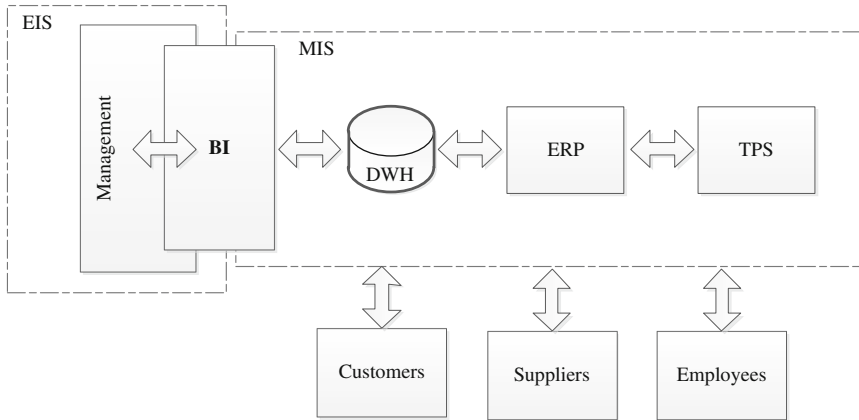 EIS
MIS
Management
BI
DWH
ERP
TPS
Customers
Suppliers
Employees